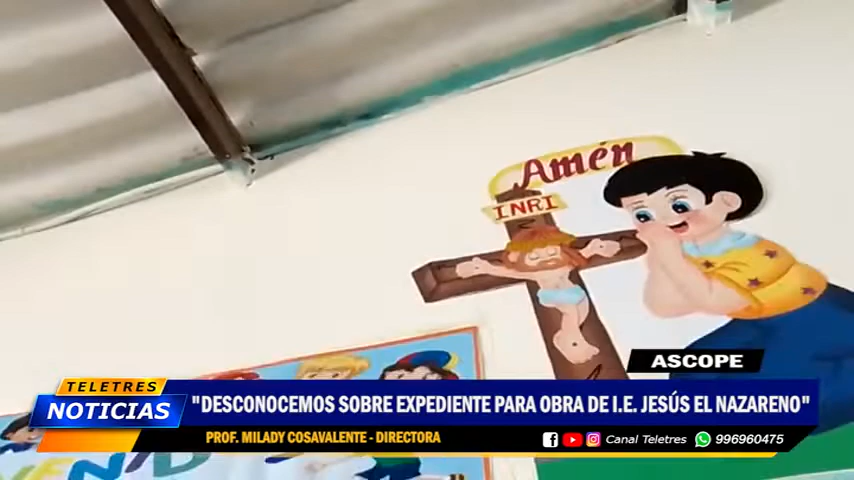 Amén
INRI
ASCOPE
TELETRES
NOTICIAS
"DESCONOCEMOS SOBRE EXPEDIENTE PARA OBRA DE I.E. JESÚS EL NAZARENO"
PROF. MILADY COSAVALENTE - DIRECTORA
Canal Teletres 996960475